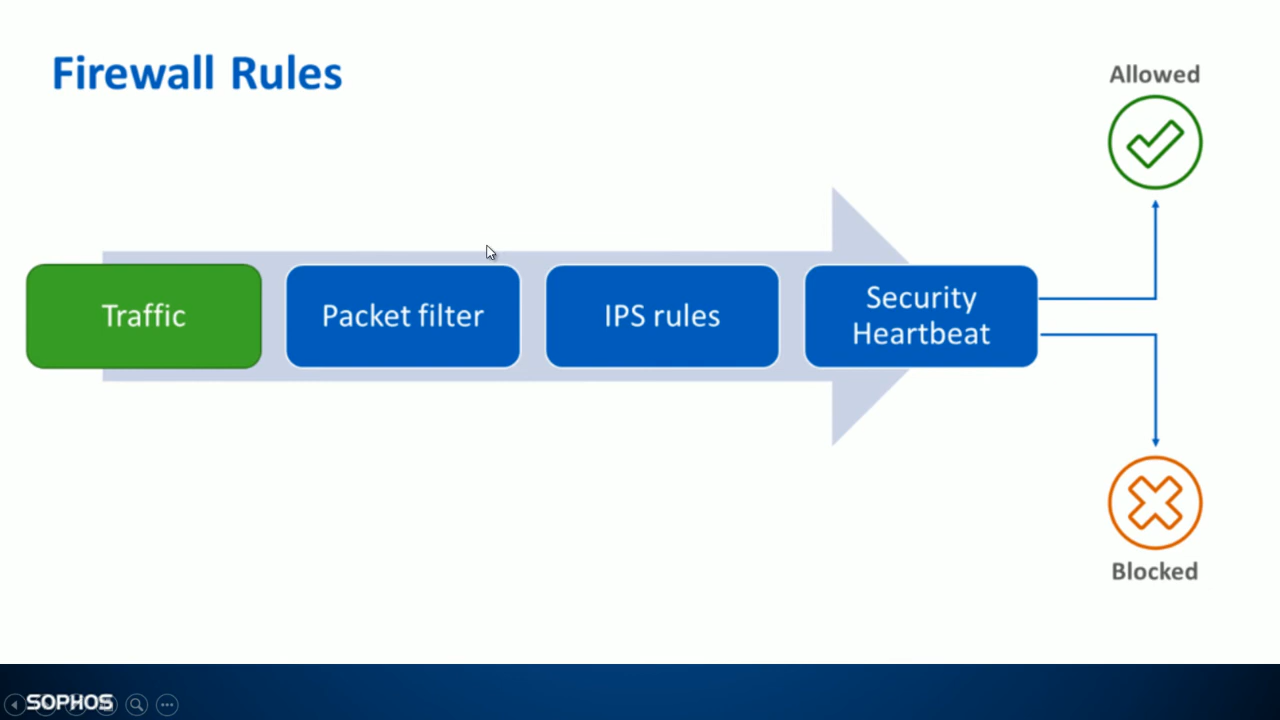 Firewall Rules
Allowed
Traffic
Packet filter
IPS rules
Security
Heartbeat
Blocked
SOPHOS